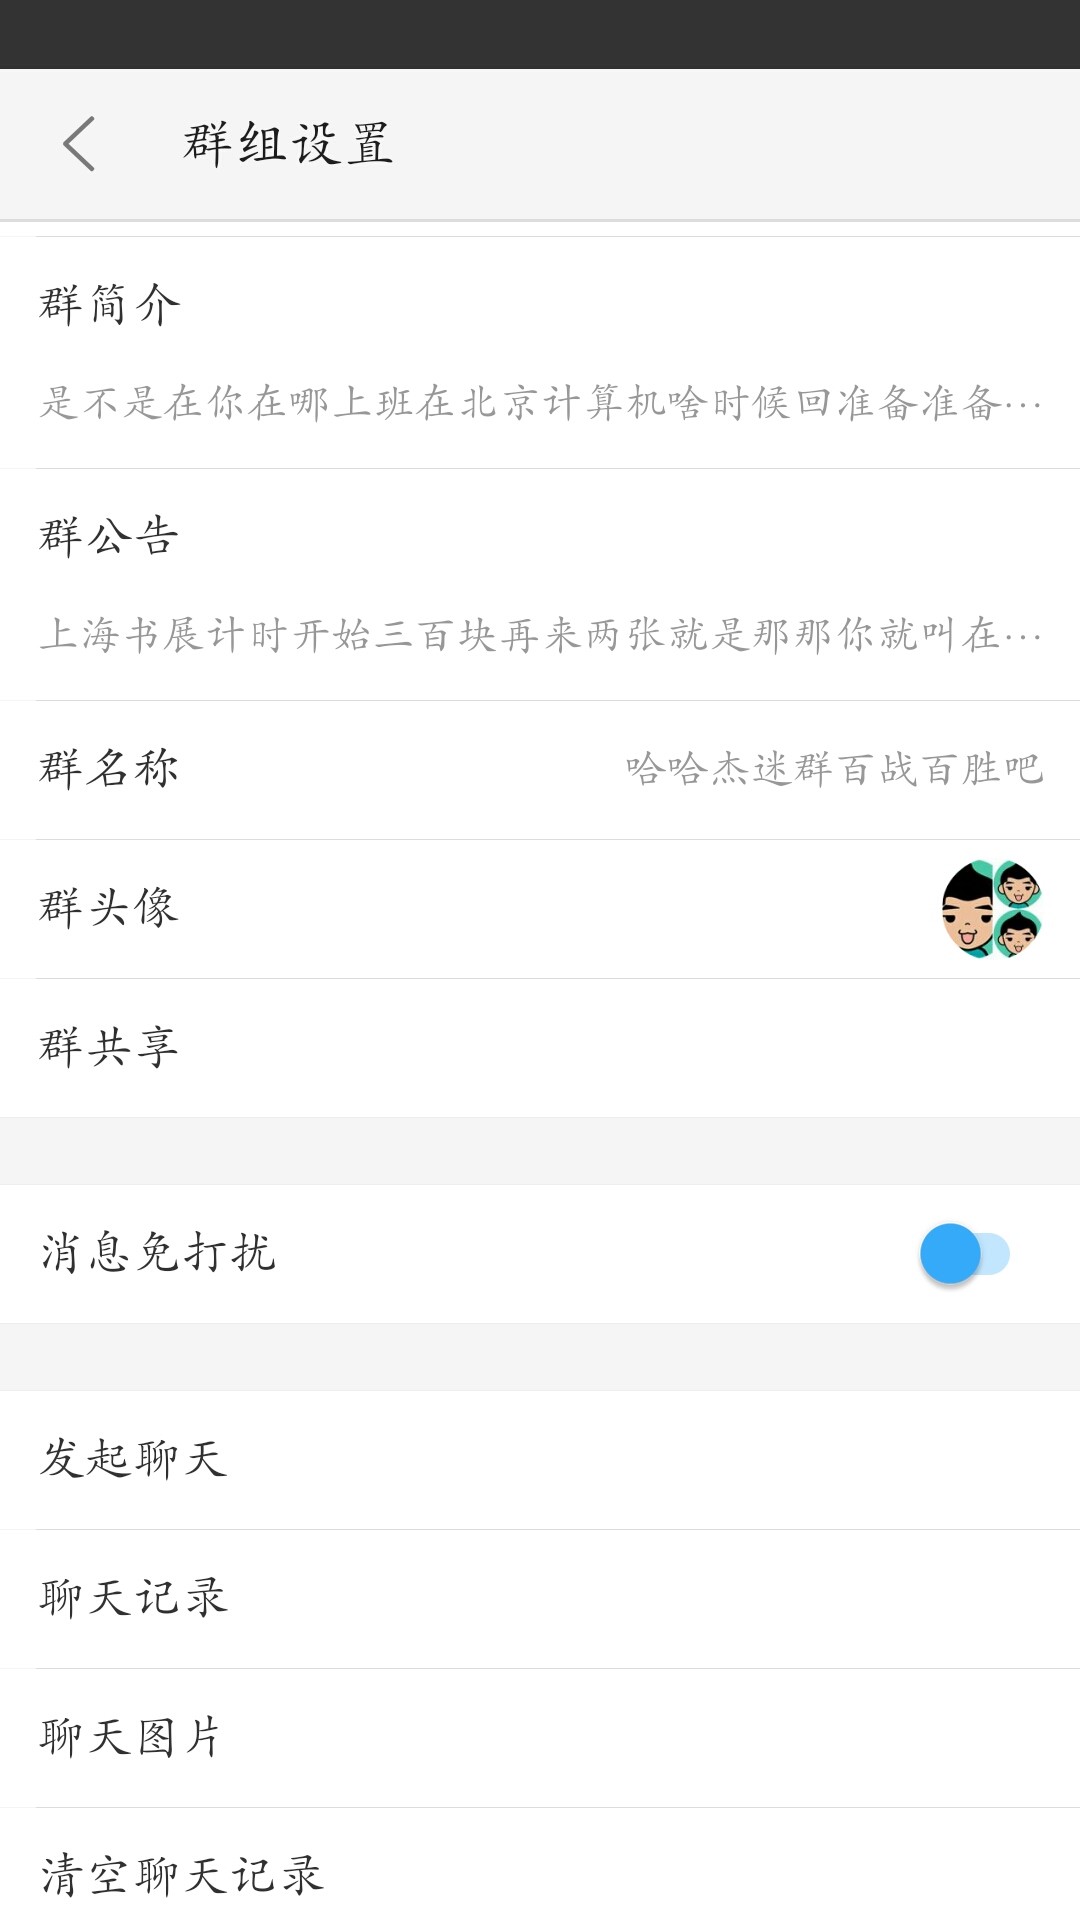 群组设置
群简介
是不是在你在哪上班在北京计算机啥时候回准备准备…
群公告
上海书展计时开始三百块再来两张就是那那你就叫在…
群名称 哈哈杰迷群百战百胜吧
群头像
群共享
消息免打扰
发起聊天
聊天记录
聊天图片
清空聊天记录